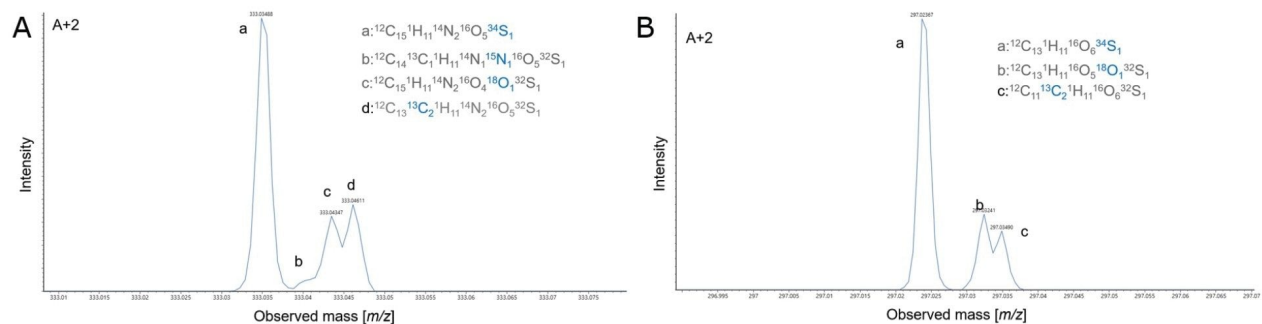 A
A+2
333.03488
a
a:¹²C₁₅¹H₁₁¹⁴N₂¹⁶O₅³⁴S₁
b:¹²C₁₄¹³C₁¹H₁₁¹⁴N₁¹⁵N₁¹⁶O₅³²S₁
c:¹²C₁₅¹H₁₁¹⁴N₂¹⁶O₄¹⁸O₁³²S₁
d:¹²C₁₃¹³C₂¹H₁₁¹⁴N₂¹⁶O₅³²S₁
Intensity
c d
333.04347 333.04611
b
333.01 333.015 333.02 333.025 333.03 333.035 333.04 333.045 333.05 333.055 333.06 333.065 333.07 333.075
Observed mass [m/z]
B
A+2
297.02367
a
a:¹²C₁₃¹H₁₁¹⁶O₆³⁴S₁
b:¹²C₁₃¹H₁₁¹⁶O₅¹⁸O₁³²S₁
c:¹²C₁₁¹³C₂¹H₁₁¹⁶O₆³²S₁
Intensity
b
297.03241
297.03490
c
296.995 297 297.005 297.01 297.015 297.02 297.025 297.03 297.035 297.04 297.045 297.05 297.055 297.06 297.065 297.07
Observed mass [m/z]